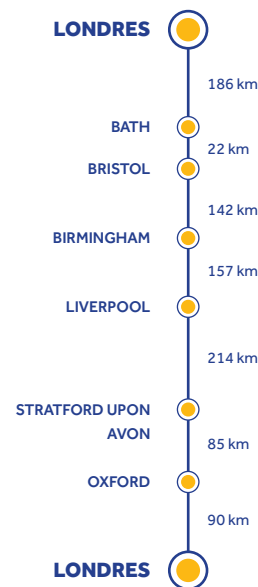 LONDRES
186 km
BATH
22 km
BRISTOL
142 km
BIRMINGHAM
157 km
LIVERPOOL
214 km
STRATFORD UPON
AVON
85 km
OXFORD
90 km
LONDRES